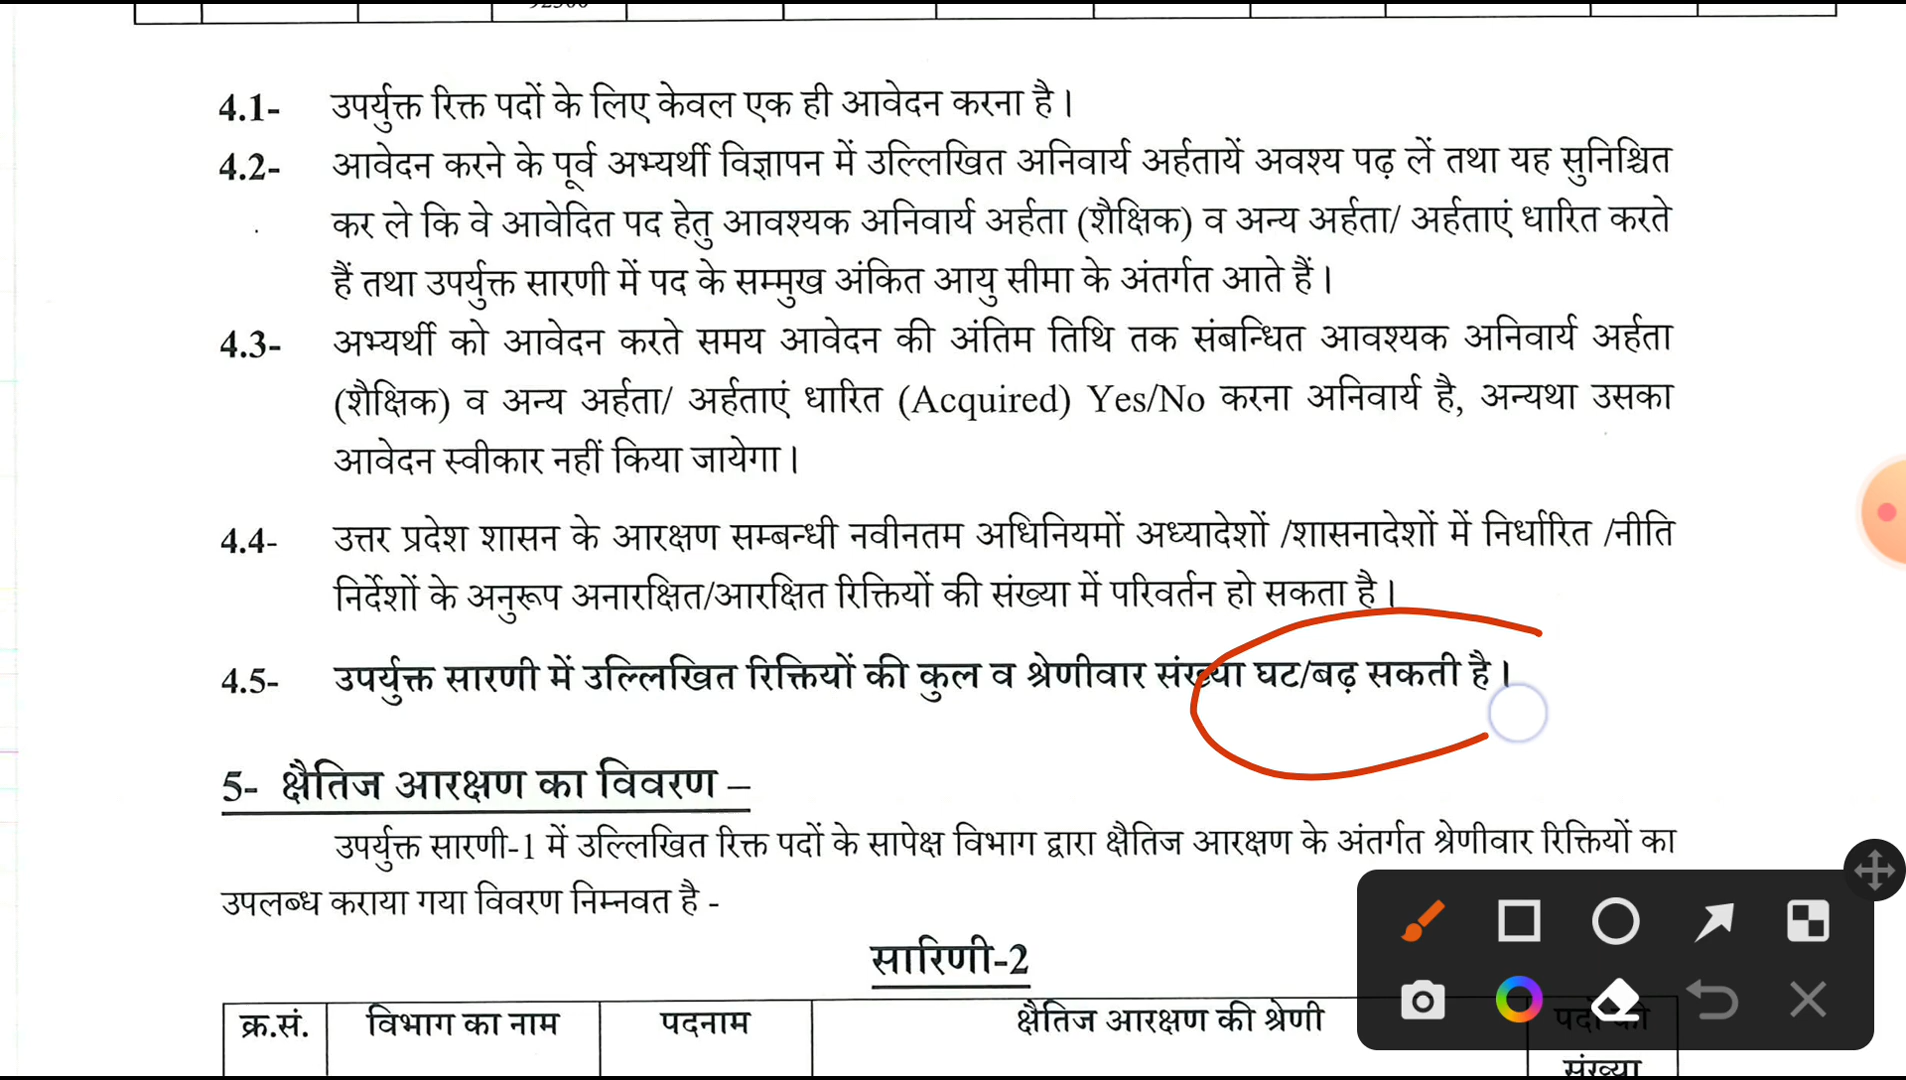 4.1- उपर्युक्त रिक्त पदों के लिए केवल एक ही आवेदन करना है।
4.2- आवेदन करने के पूर्व अभ्यर्थी विज्ञापन में उल्लिखित अनिवार्य अर्हतायें अवश्य पढ़ लें तथा यह सुनिश्चित
कर ले कि वे आवेदित पद हेतु आवश्यक अनिवार्य अर्हता (शैक्षिक) व अन्य अर्हता/ अर्हताएं धारित करते
हैं तथा उपर्युक्त सारणी में पद के सम्मुख अंकित आयु सीमा के अंतर्गत आते हैं।
4.3- अभ्यर्थी को आवेदन करते समय आवेदन की अंतिम तिथि तक संबन्धित आवश्यक अनिवार्य अर्हता
(शैक्षिक) व अन्य अर्हता/ अर्हताएं धारित (Acquired) Yes/No करना अनिवार्य है, अन्यथा उसका
आवेदन स्वीकार नहीं किया जायेगा।
4.4- उत्तर प्रदेश शासन के आरक्षण सम्बन्धी नवीनतम अधिनियमों अध्यादेशों /शासनादेशों में निर्धारित /नीति
निर्देशों के अनुरूप अनारक्षित/आरक्षित रिक्तियों की संख्या में परिवर्तन हो सकता है।
4.5- उपर्युक्त सारणी में उल्लिखित रिक्तियों की कुल व श्रेणीवार संख्या घट/बढ़ सकती है।
5- क्षैतिज आरक्षण का विवरण –
उपर्युक्त सारणी-1 में उल्लिखित रिक्त पदों के सापेक्ष विभाग द्वारा क्षैतिज आरक्षण के अंतर्गत श्रेणीवार रिक्तियों का
उपलब्ध कराया गया विवरण निम्नवत है -
सारिणी-2
क्र.सं. विभाग का नाम पदनाम क्षैतिज आरक्षण की श्रेणी पदों की
संख्या